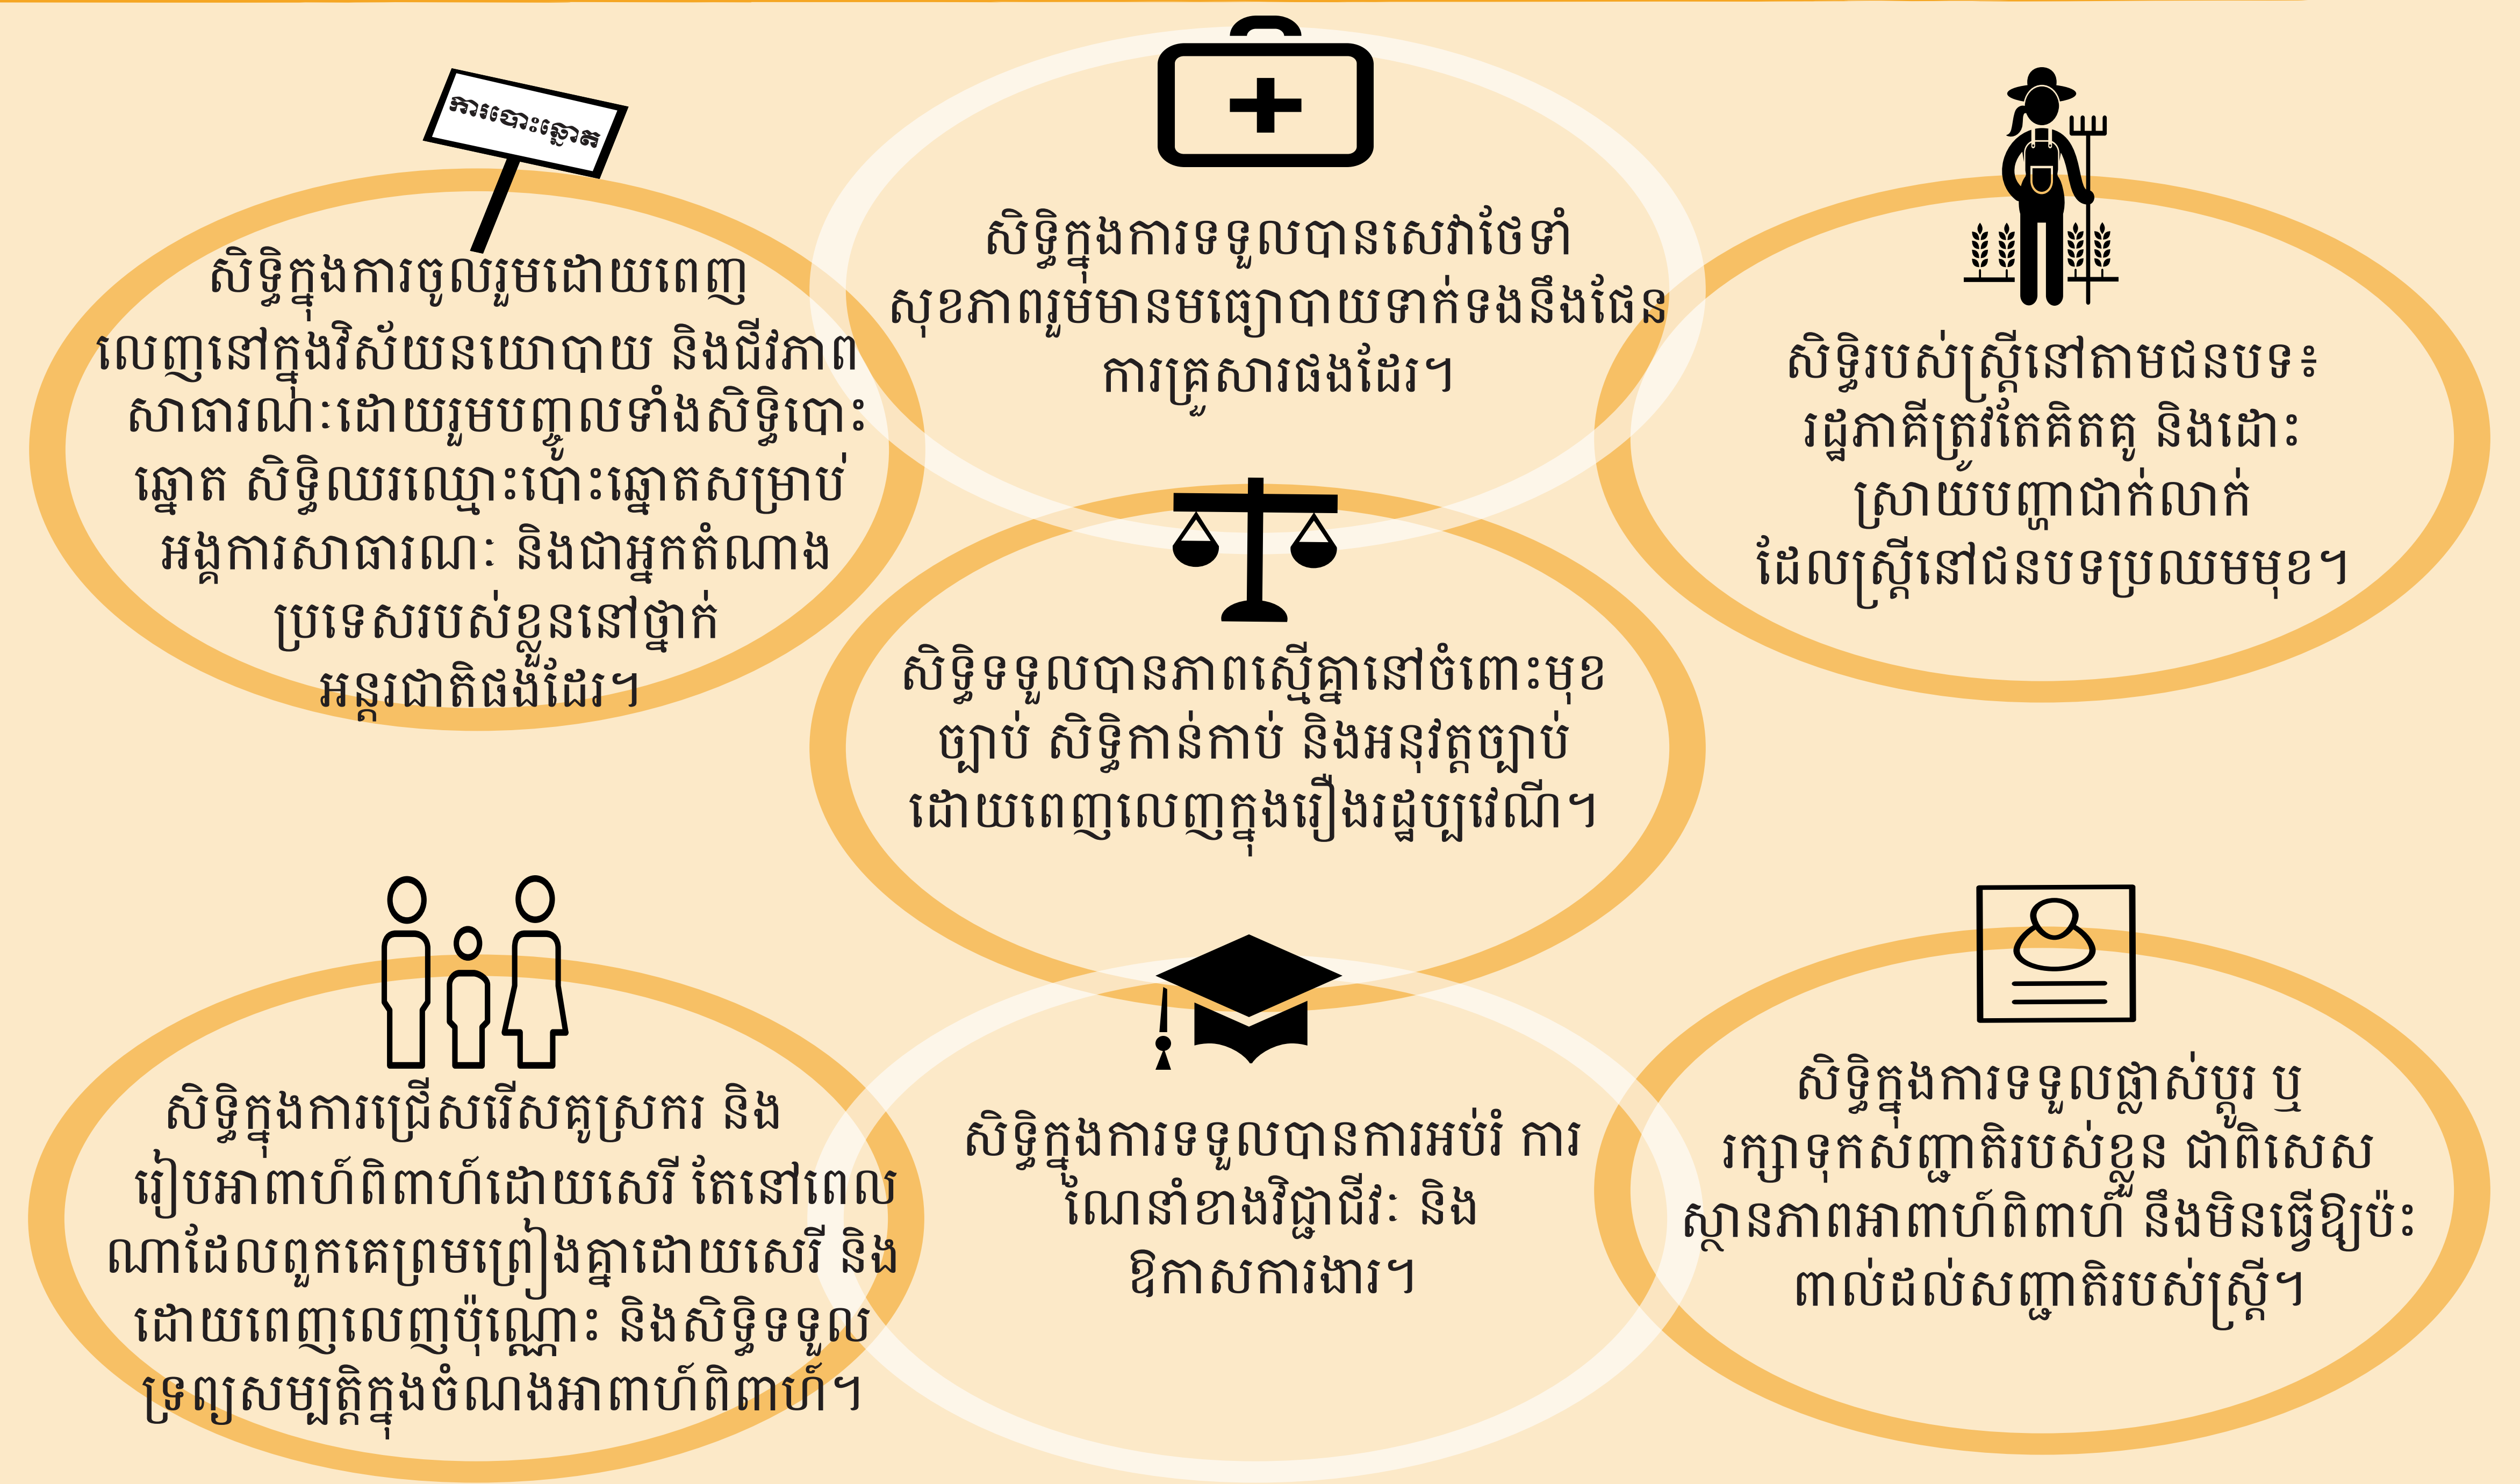 ការបោះឆ្នោត
សិទ្ធិក្នុងការចូលរួមដោយពេញ
លេញនៅក្នុងវិស័យនយោបាយ និងជីវភាព
សាធារណៈដោយរួមបញ្ចូលទាំងសិទ្ធិបោះ
ឆ្នោត សិទ្ធិឈរឈ្មោះបោះឆ្នោតសម្រាប់
អង្គការសាធារណៈ និងជាអ្នកតំណាង
ប្រទេសរបស់ខ្លួននៅថ្នាក់
អន្តរជាតិផងដែរ។
សិទ្ធិក្នុងការទទួលបានសេវាថែទាំ
សុខភាពរួមមានមធ្យោបាយទាក់ទងនឹងផែន
ការគ្រួសារផងដែរ។
សិទ្ធិរបស់ស្ត្រីនៅតាមជនបទ៖
រដ្ឋភាគីត្រូវតែគិតគូ និងដោះ
ស្រាយបញ្ហាជាក់លាក់
ដែលស្ត្រីនៅជនបទប្រឈមមុខ។
សិទ្ធិទទួលបានភាពស្មើគ្នានៅចំពោះមុខ
ច្បាប់ សិទ្ធិកាន់កាប់ និងអនុវត្តច្បាប់
ដោយពេញលេញក្នុងរឿងរដ្ឋប្បវេណី។
សិទ្ធិក្នុងការជ្រើសរើសគូស្រករ និង
រៀបអាពាហ៍ពិពាហ៍ដោយសេរី តែនៅពេល
ណាដែលពួកគេព្រមព្រៀងគ្នាដោយសេរី និង
ដោយពេញលេញប៉ុណ្ណោះ និងសិទ្ធិទទួល
ទ្រព្យសម្បត្តិក្នុងចំណងអាពាហ៍ពិពាហ៍។
សិទ្ធិក្នុងការទទួលបានការអប់រំ ការ
ណែនាំខាងវិជ្ជាជីវៈ និង
ឱកាសការងារ។
សិទ្ធិក្នុងការទទួលផ្លាស់ប្តូរ ឬ
រក្សាទុកសញ្ជាតិរបស់ខ្លួន ជាពិសេស
ស្ថានភាពអាពាហ៍ពិពាហ៍ នឹងមិនធ្វើឱ្យប៉ះ
ពាល់ដល់សញ្ជាតិរបស់ស្ត្រី។